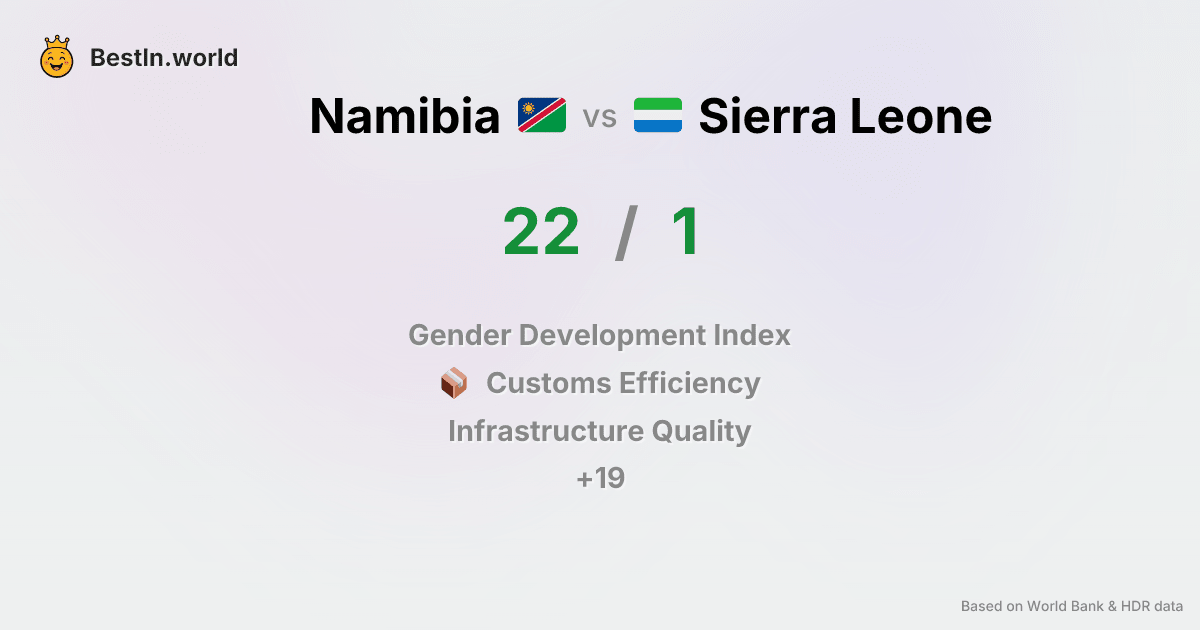 BestIn.world
Namibia vs Sierra Leone
22 / 1
Gender Development Index
Customs Efficiency
Infrastructure Quality
+19
Based on World Bank & HDR data